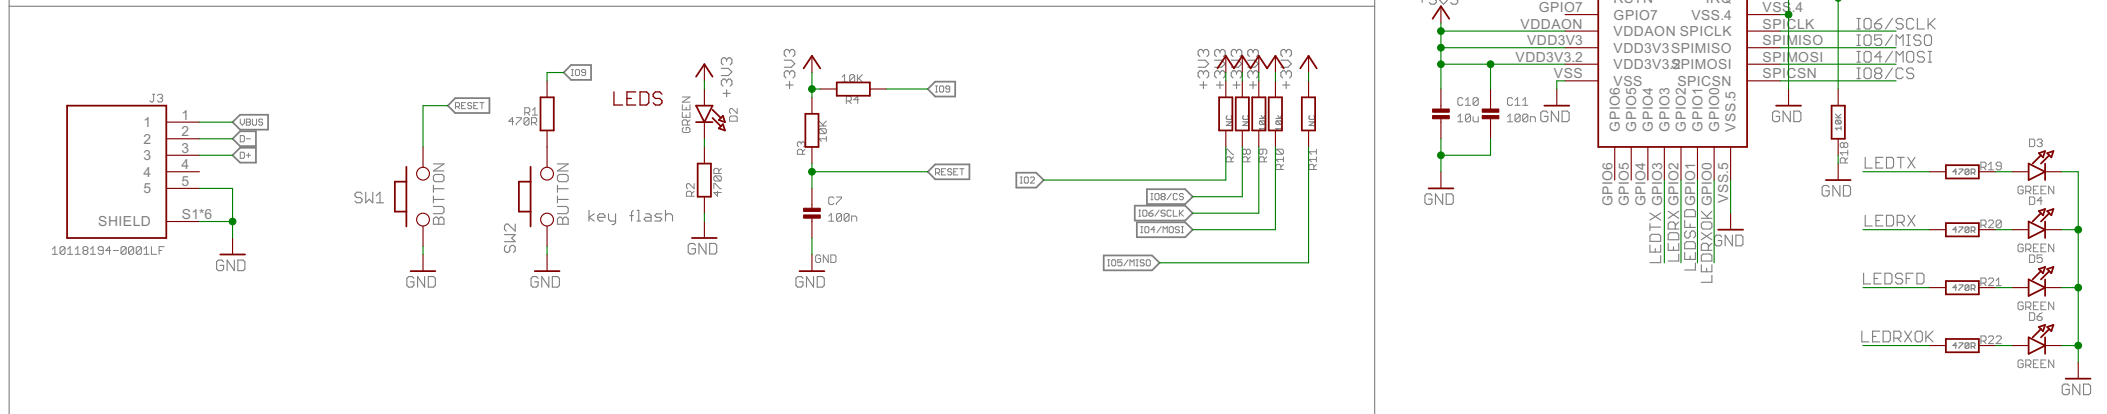 J3
1 1 VBUS
2 2 D-
3 3 D+
4 4
5 5
SHIELD S1*6
10118194-0001LF
GND
RESET
SW1
BUTTON
GND
IO9
R1
470R
SW2
BUTTON
key flash
GND
LEDS
+3V3
GREEN
D2
R2
470R
GND
+3V3
10K
R4
IO9
R3
10K
RESET
C7
100n
GND
GND
+3V3
+3V3
+3V3
+3V3
NC
NC
10k
10k
NC
R7
R8
R9
R10
R11
IO2
IO8/CS
IO6/SCLK
IO4/MOSI
IO5/MISO
+3V3
GPIO7
VDDAON
VDD3V3
VDD3V3.2
VSS
RSTN
IRQ
GPIO7 VSS.4
VDDAON SPICLK
VDD3V3 SPIMISO
VDD3V3.2 SPIMOSI
VSS SPICSN
GPIO6
GPIO5
GPIO4
GPIO3
GPIO2
GPIO1
GPIO0
VSS.5
VSS.4
SPICLK IO6/SCLK
SPIMISO IO5/MISO
SPIMOSI IO4/MOSI
SPICSN IO8/CS
C10
10u
C11
100n
GND
GND
GND
GPIO6
GPIO5
GPIO4
GPIO3
GPIO2
GPIO1
GPIO0
VSS.5
LEDTX
LEDRX
LEDSFD
LEDRXOK
GND
GND
10K
R18
GND
LEDTX
470R
R19
D3
GREEN
LEDRX
470R
R20
D4
GREEN
LEDSFD
470R
R21
D5
GREEN
LEDRXOK
470R
R22
D6
GREEN
GND